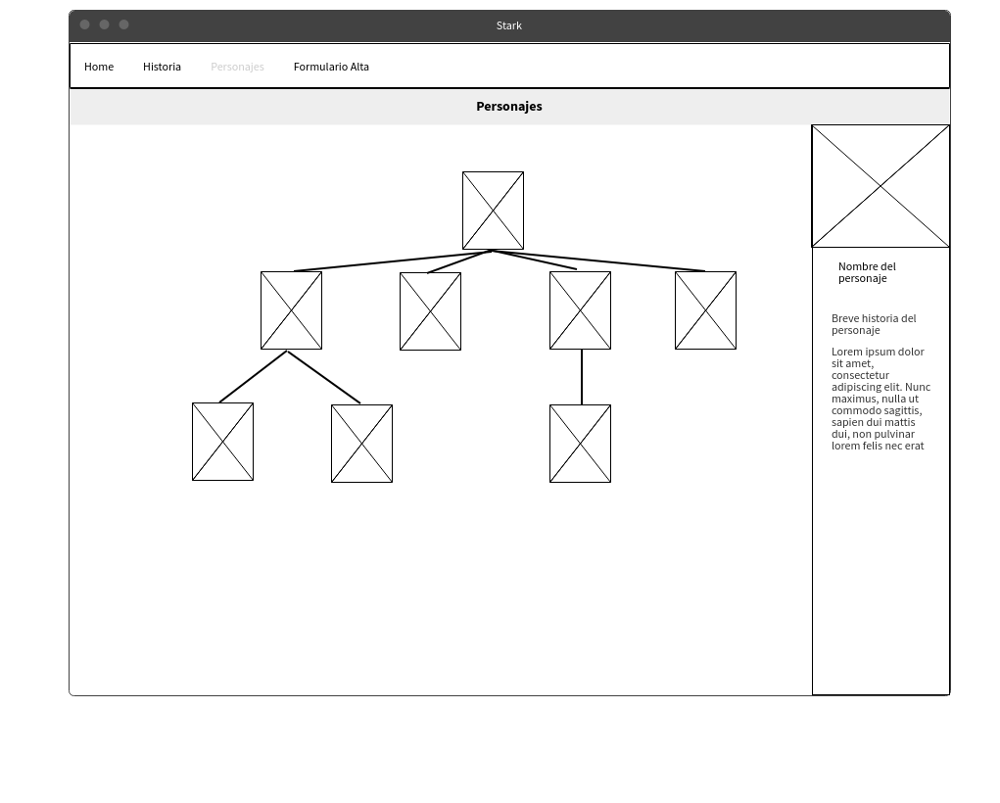 Stark
Home Historia Personajes Formulario Alta
Personajes
Nombre del
personaje
Breve historia del
personaje
Lorem ipsum dolor
sit amet,
consectetur
adipiscing elit. Nunc
maximus, nulla ut
commodo sagittis,
sapien dui mattis
dui, non pulvinar
lorem felis nec erat